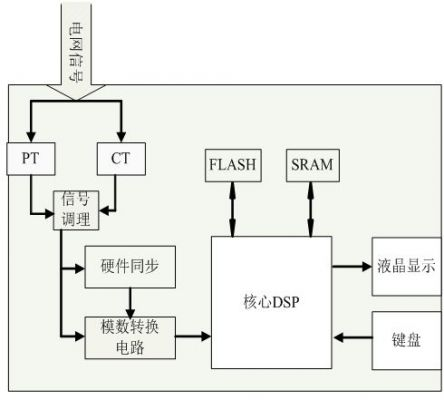 电网信号
PT
CT
FLASH
SRAM
信号
调理
硬件同步
核心DSP
液晶显示
模数转换
电路
键盘